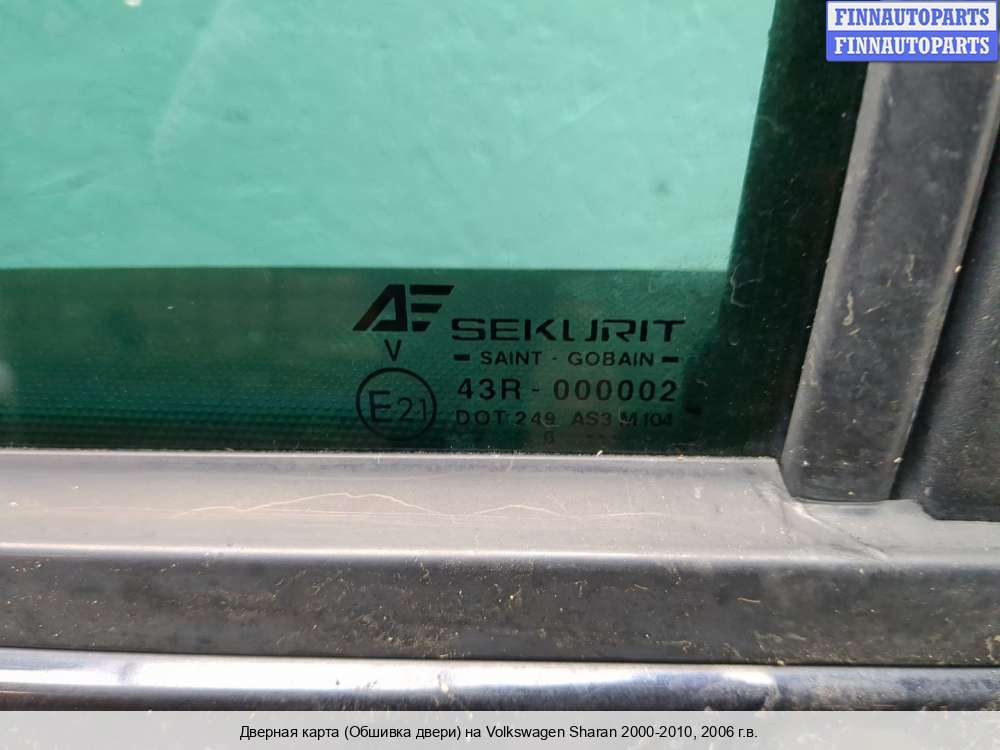 FINNAUTOPARTS
FINNAUTOPARTS
AE SEKURIT
V
SAINT - GOBAIN
E21
43R - 000002
DOT 249 AS3 M104
Дверная карта (Обшивка двери) на Volkswagen Sharan 2000-2010, 2006 г.в.